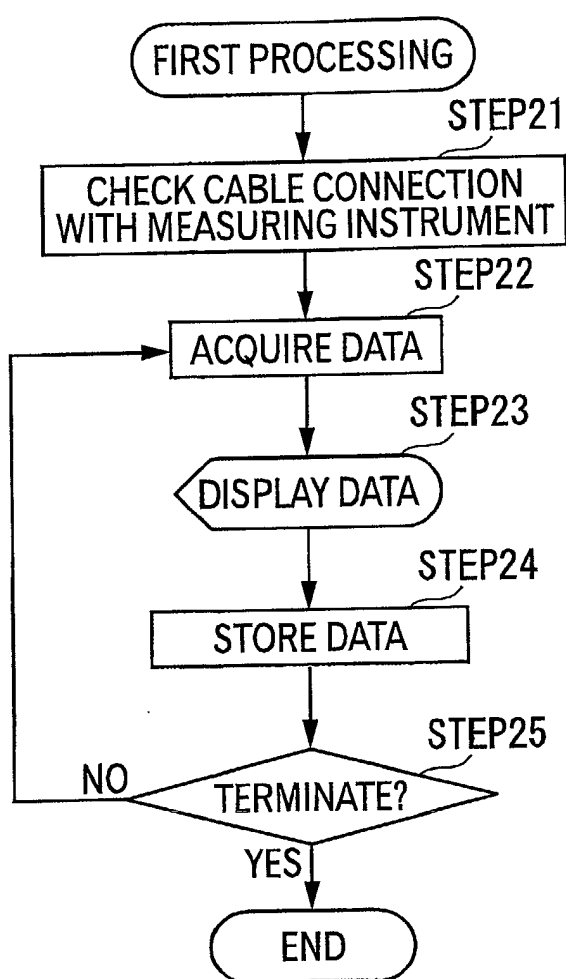 FIRST PROCESSING
STEP21
CHECK CABLE CONNECTION
WITH MEASURING INSTRUMENT
STEP22
ACQUIRE DATA
STEP23
DISPLAY DATA
STEP24
STORE DATA
STEP25
NO
TERMINATE?
YES
END